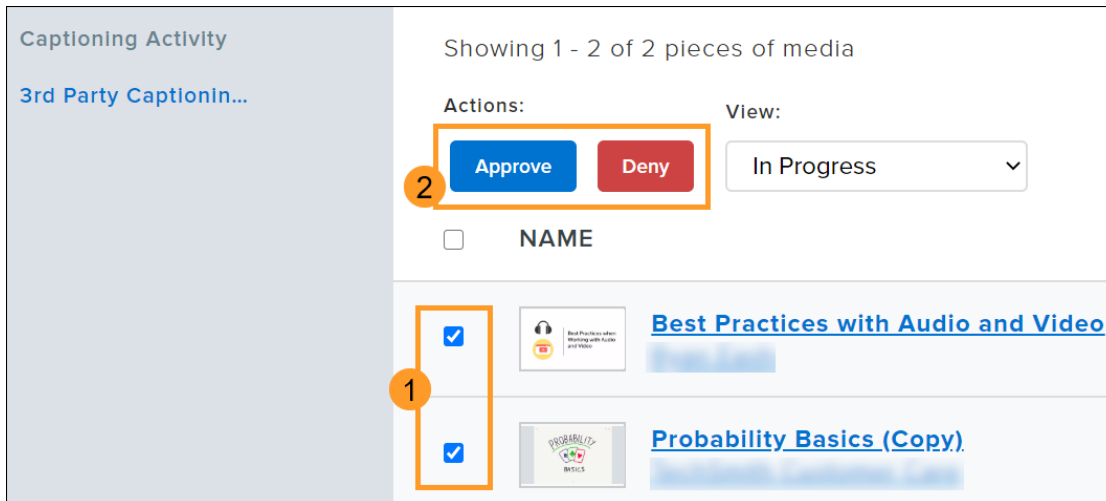 Captioning Activity
3rd Party Captionin...
Showing 1 - 2 of 2 pieces of media
Actions:
View:
Approve
Deny
In Progress
2
NAME
1
Best Practices when
Working with Audio
and Video
Best Practices with Audio and Video
PROBABILITY
BASICS
Probability Basics (Copy)